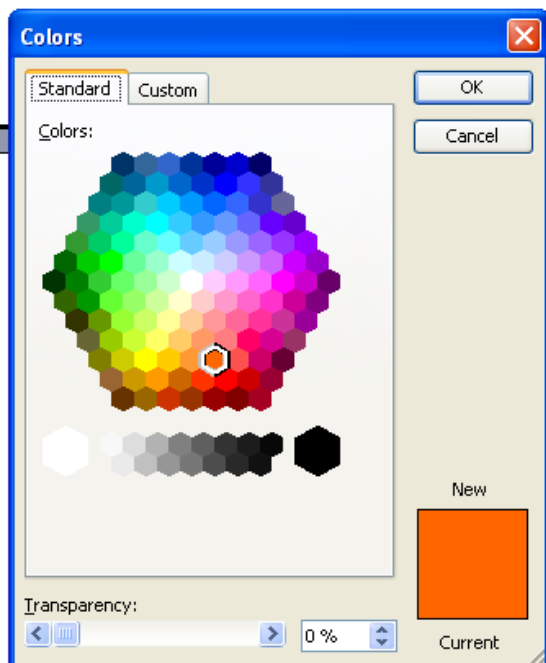 Colors
Standard
Custom
OK
Colors:
Cancel
New
Transparency:
0 %
Current